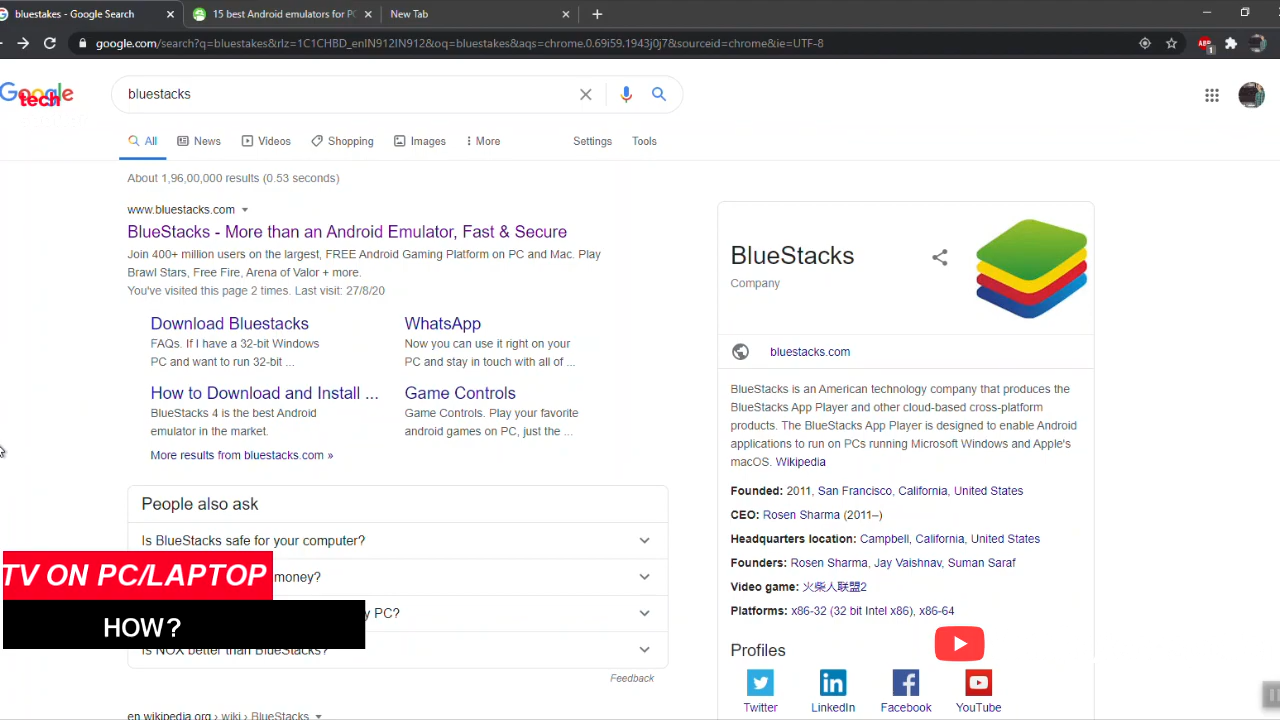 bluestakes - Google Search
15 best Android emulators for PC
New Tab
google.com/search?q=bluestakes&rlz=1C1CHBD_enIN912IN912&oq=bluestakes&aqs=chrome.0.69i59.1943j0j7&sourceid=chrome&ie=UTF-8
ABP
1
Google
tech
bluestacks
All
News
Videos
Shopping
Images
More
Settings
Tools
About 1,96,00,000 results (0.53 seconds)
www.bluestacks.com
BlueStacks - More than an Android Emulator, Fast & Secure
Join 400+ million users on the largest, FREE Android Gaming Platform on PC and Mac. Play
Brawl Stars, Free Fire, Arena of Valor + more.
You've visited this page 2 times. Last visit: 27/8/20
Download Bluestacks
FAQs. If I have a 32-bit Windows
PC and want to run 32-bit ...
WhatsApp
Now you can use it right on your
PC and stay in touch with all of ...
How to Download and Install ...
BlueStacks 4 is the best Android
emulator in the market.
Game Controls
Game Controls. Play your favorite
android games on PC, just the ...
More results from bluestacks.com »
People also ask
Is BlueStacks safe for your computer?
money?
PC?
Is NOX better than BlueStacks?
Feedback
en.wikipedia.org › wiki › BlueStacks
TV ON PC/LAPTOP
HOW?
BlueStacks
Company
bluestacks.com
BlueStacks is an American technology company that produces the
BlueStacks App Player and other cloud-based cross-platform
products. The BlueStacks App Player is designed to enable Android
applications to run on PCs running Microsoft Windows and Apple's
macOS. Wikipedia
Founded: 2011, San Francisco, California, United States
CEO: Rosen Sharma (2011–)
Headquarters location: Campbell, California, United States
Founders: Rosen Sharma, Jay Vaishnav, Suman Saraf
Video game: 火柴人联盟2
Platforms: x86-32 (32 bit Intel x86), x86-64
Profiles
Twitter
LinkedIn
Facebook
YouTube